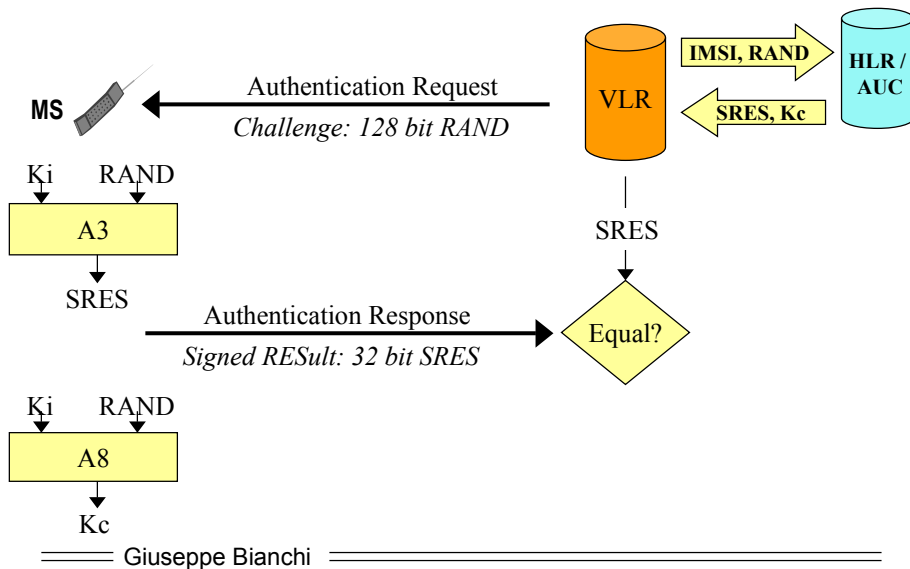 IMSI, RAND
HLR /
AUC
VLR
SRES, Kc
MS
Authentication Request
Challenge: 128 bit RAND
Ki
RAND
A3
SRES
SRES
Authentication Response
Signed RESult: 32 bit SRES
Equal?
Ki
RAND
A8
Kc
Giuseppe Bianchi